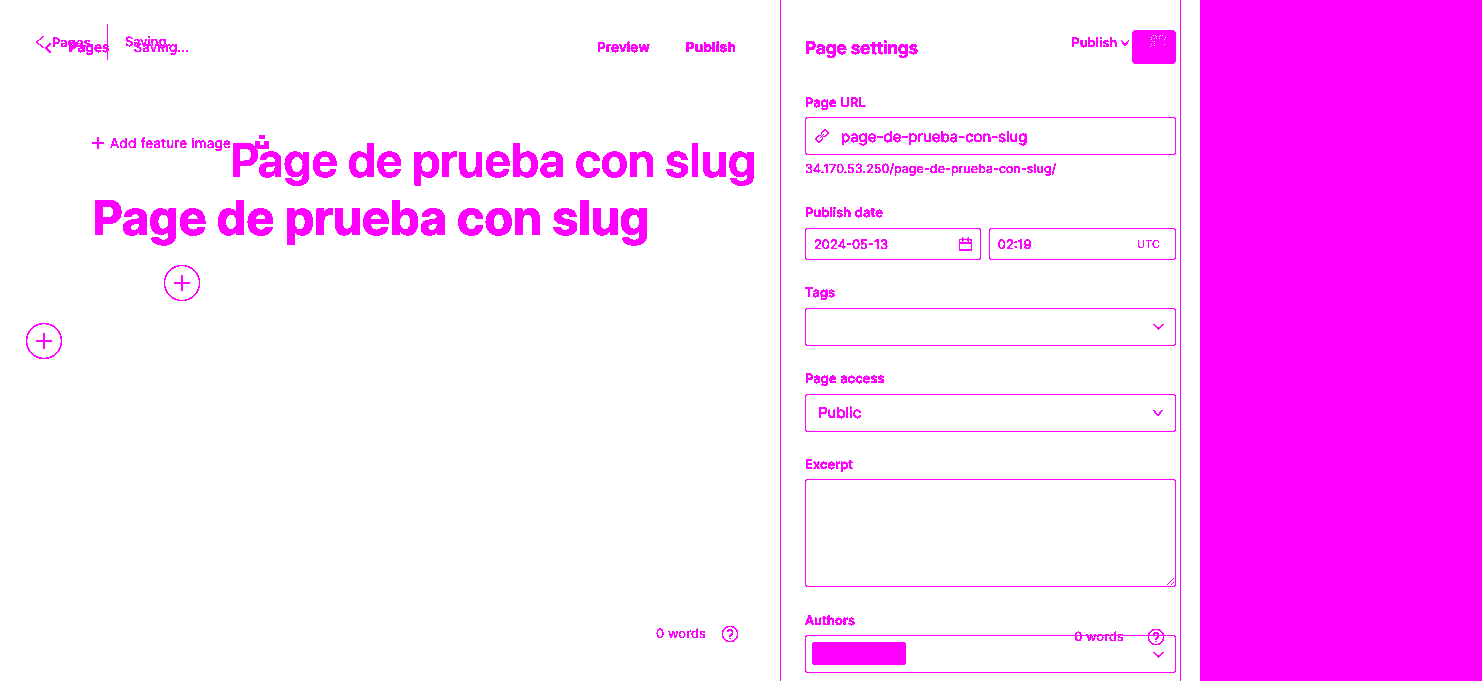 Pages Saving...
Pages Saving...
Preview Publish
Page settings
Publish
Page URL
page-de-prueba-con-slug
34.170.53.250/page-de-prueba-con-slug/
Add feature image
Page de prueba con slug
Page de prueba con slug
Publish date
2024-05-13
02:19 UTC
Tags
Page access
Public
Excerpt
Authors
0 words
0 words